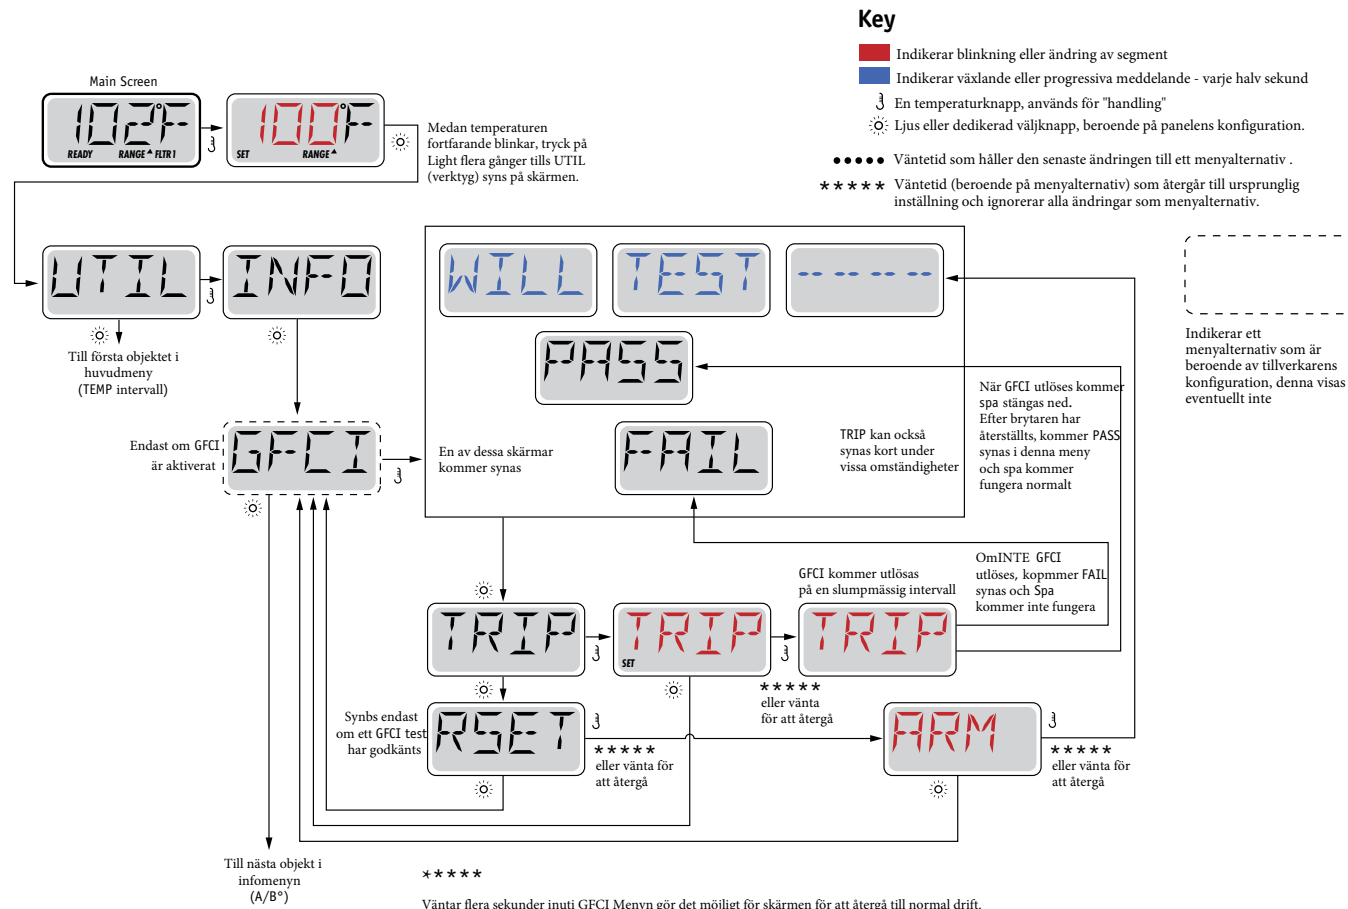 Key
Indikerar blinkning eller ändring av segment
Indikerar växlande eller progressiva meddelande - varje halv sekund
En temperaturknapp, används för "handling"
Ljus eller dedikerad väljknapp, beroende på panelens konfiguration.
Väntetid som håller den senaste ändringen till ett menyalternativ .
***** Väntetid (beroende på menyalternativ) som återgår till ursprunglig
inställning och ignorerar alla ändringar som menyalternativ.
Main Screen
102°F
READY RANGE FLTR1
100°F
SET RANGE
Medan temperaturen
fortfarande blinkar, tryck på
Light flera gånger tills UTIL
(verktyg) syns på skärmen.
UTIL
INFO
WILL
TEST
-- -- -- --
PASS
FAIL
Indikerar ett
menyalternativ som är
beroende av tillverkarens
konfiguration, denna visas
eventuellt inte
Till första objektet i
huvudmeny
(TEMP intervall)
När GFCI utlöses kommer
spa stängas ned.
Efter brytaren har
återställts, kommer PASS
synas i denna meny
och spa kommer
fungera normalt
Endast om GFCI
är aktiverat
GFCI
En av dessa skärmar
kommer synas
TRIP kan också
synas kort under
vissa omständigheter
OmINTE GFCI
utlöses, kopmmer FAIL
synas och Spa
kommer inte fungera
GFCI kommer utlösas
på en slumpmässig intervall
TRIP
TRIP
SET
TRIP
*****
eller vänta
för att återgå
Synbs endast
om ett GFCI test
har godkänts
RSET
*****
eller vänta för
att återgå
ARM
*****
eller vänta för
att återgå
Till nästa objekt i
infomenyn
(A/B°)
*****
Väntar flera sekunder inuti GFCI Menyn gör det möjligt för skärmen för att återgå till normal drift.